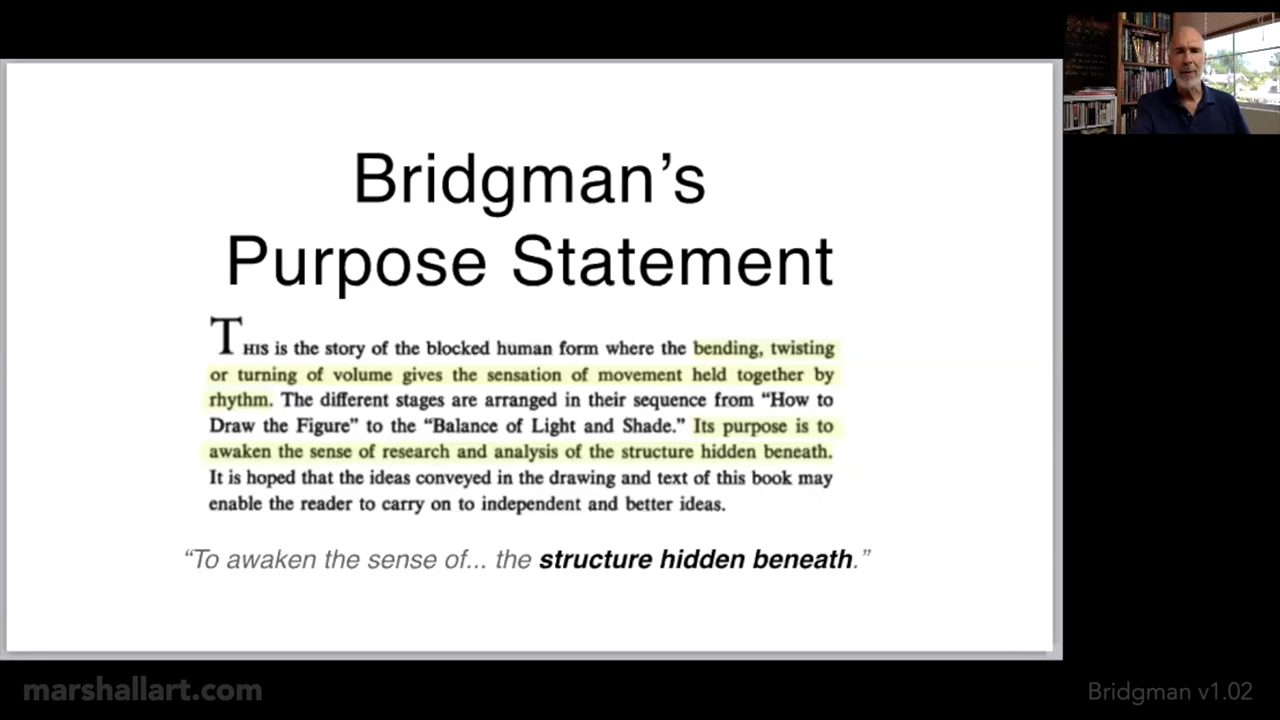 Bridgman’s
Purpose Statement
THIS is the story of the blocked human form where the bending, twisting
or turning of volume gives the sensation of movement held together by
rhythm. The different stages are arranged in their sequence from “How to
Draw the Figure” to the “Balance of Light and Shade.” Its purpose is to
awaken the sense of research and analysis of the structure hidden beneath.
It is hoped that the ideas conveyed in the drawing and text of this book may
enable the reader to carry on to independent and better ideas.
“To awaken the sense of... the structure hidden beneath.”
marshallart.com
Bridgman v1.02